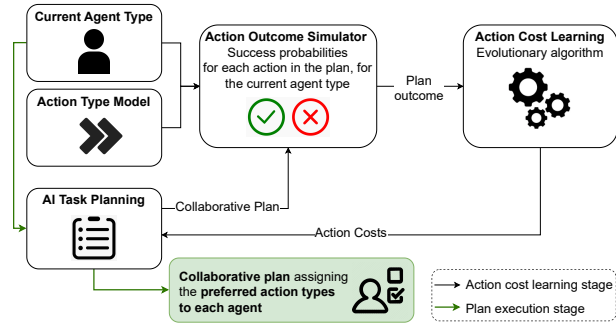 Current Agent Type
Action Type Model
AI Task Planning
Action Outcome Simulator
Success probabilities
for each action in the plan, for
the current agent type
Plan
outcome
Action Cost Learning
Evolutionary algorithm
Collaborative Plan
Action Costs
Collaborative plan assigning
the preferred action types
to each agent
Action cost learning stage
Plan execution stage